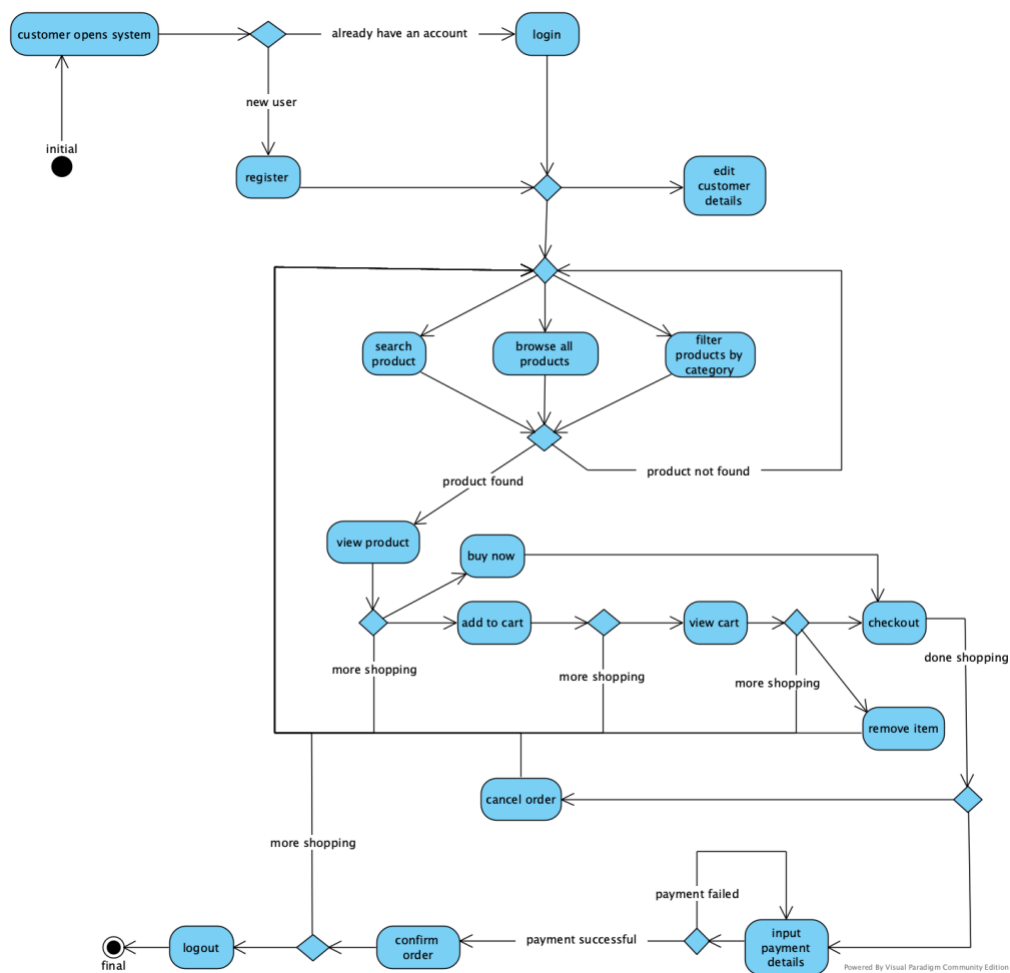 customer opens system
already have an account
login
new user
initial
register
edit
customer
details
search
product
browse all
products
filter
products by
category
product not found
product found
view product
buy now
add to cart
view cart
checkout
more shopping
more shopping
more shopping
done shopping
remove item
cancel order
more shopping
payment failed
input
payment
details
payment successful
confirm
order
logout
final
Powered By Visual Paradigm Community Edition